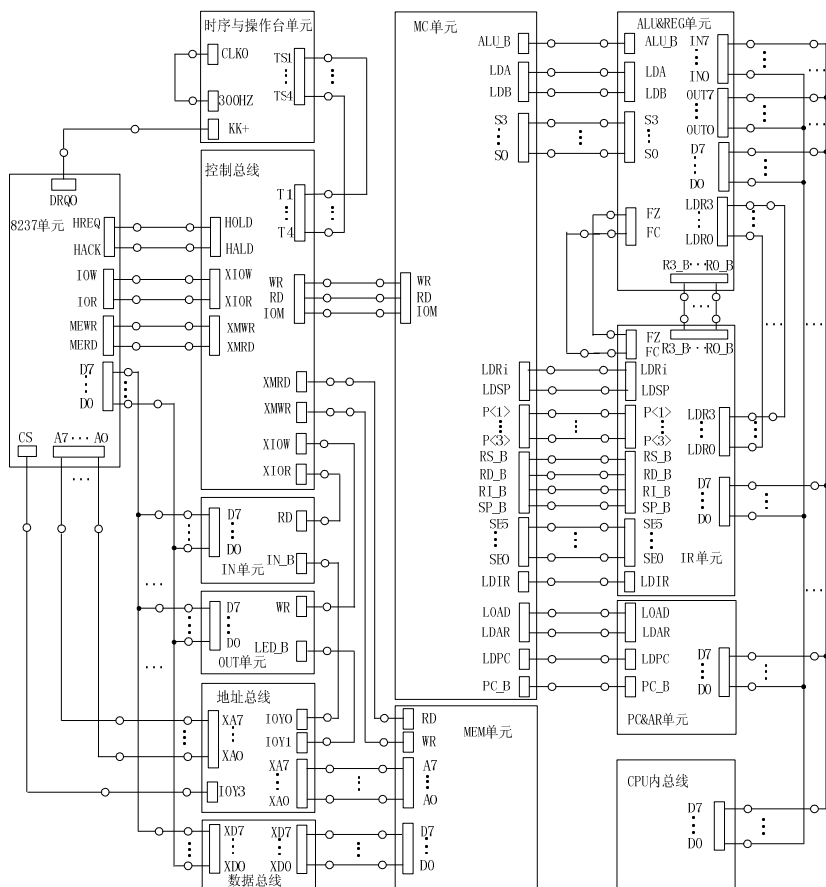 时序与操作台单元
CLK0
300HZ
KK+
TS1
TS4
DRQ0
8237单元
HREQ
HACK
IOW
IOR
MEWR
MERD
D7
D0
CS
A7···A0
控制总线
T1
T4
HOLD
HALD
XIOW
XIOR
XMWR
XMRD
WR
RD
IOM
XMRD
XMWR
XIOW
XIOR
D7
D0
RD
IN_B
IN单元
D7
D0
WR
LED_B
OUT单元
地址总线
XA7
XA0
IOY3
IOY0
IOY1
XA7
XA0
XD7
XD0
XD7
XD0
数据总线
MC单元
ALU_B
LDA
LDB
S3
S0
WR
RD
IOM
LDRi
LDSP
P<1>
P<3>
RS_B
RD_B
RI_B
SP_B
SE5
SE0
LDIR
LOAD
LDAR
LDPC
PC_B
MEM单元
RD
WR
A7
A0
D7
D0
ALU&REG单元
ALU_B
LDA
LDB
S3
S0
FZ
FC
IN7
IN0
OUT7
OUT0
D7
D0
LDR3
LDR0
R3_B···R0_B
FZ
FC
R3_B···R0_B
LDRi
LDSP
P<1>
P<3>
RS_B
RD_B
RI_B
SP_B
SE5
SE0
LDIR
LDR3
LDR0
D7
D0
IR单元
LOAD
LDAR
LDPC
PC_B
D7
D0
PC&AR单元
CPU内总线
D7
D0